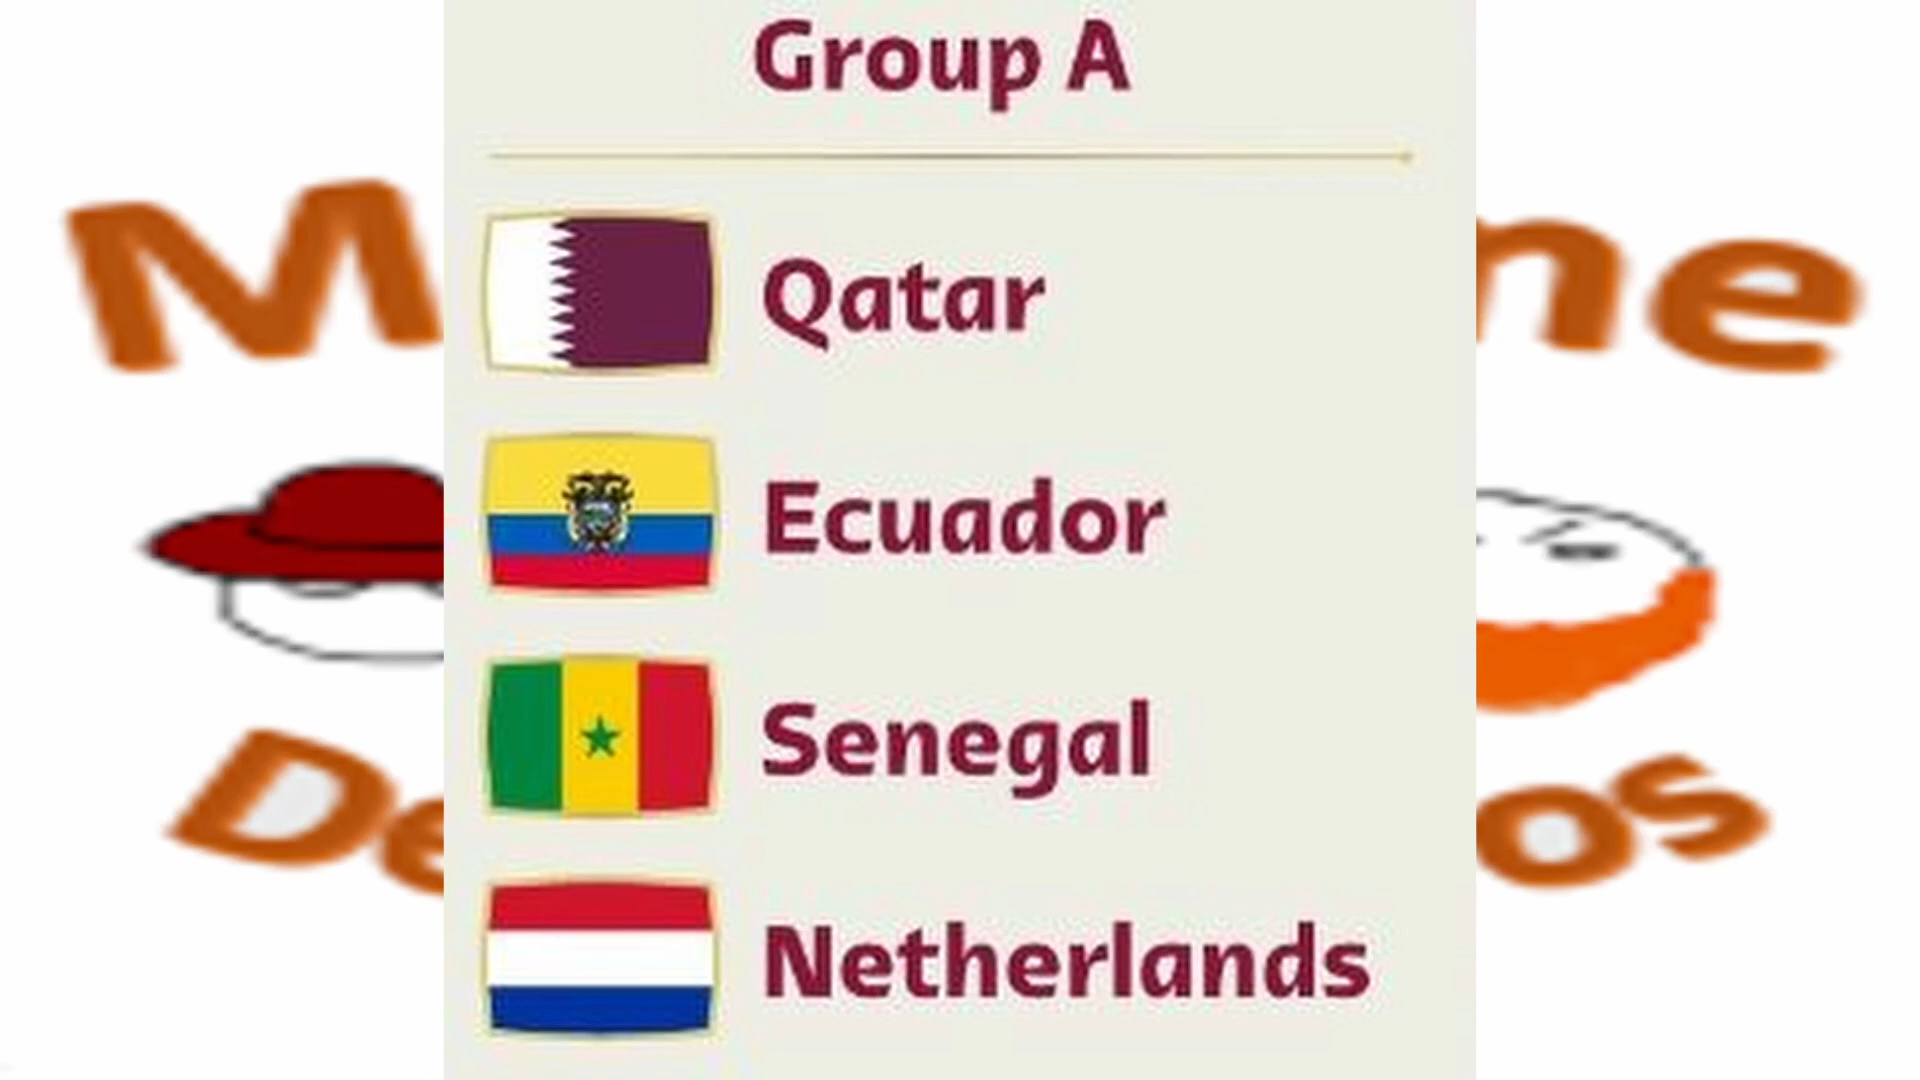 Group A
Qatar
Ecuador
Senegal
Netherlands